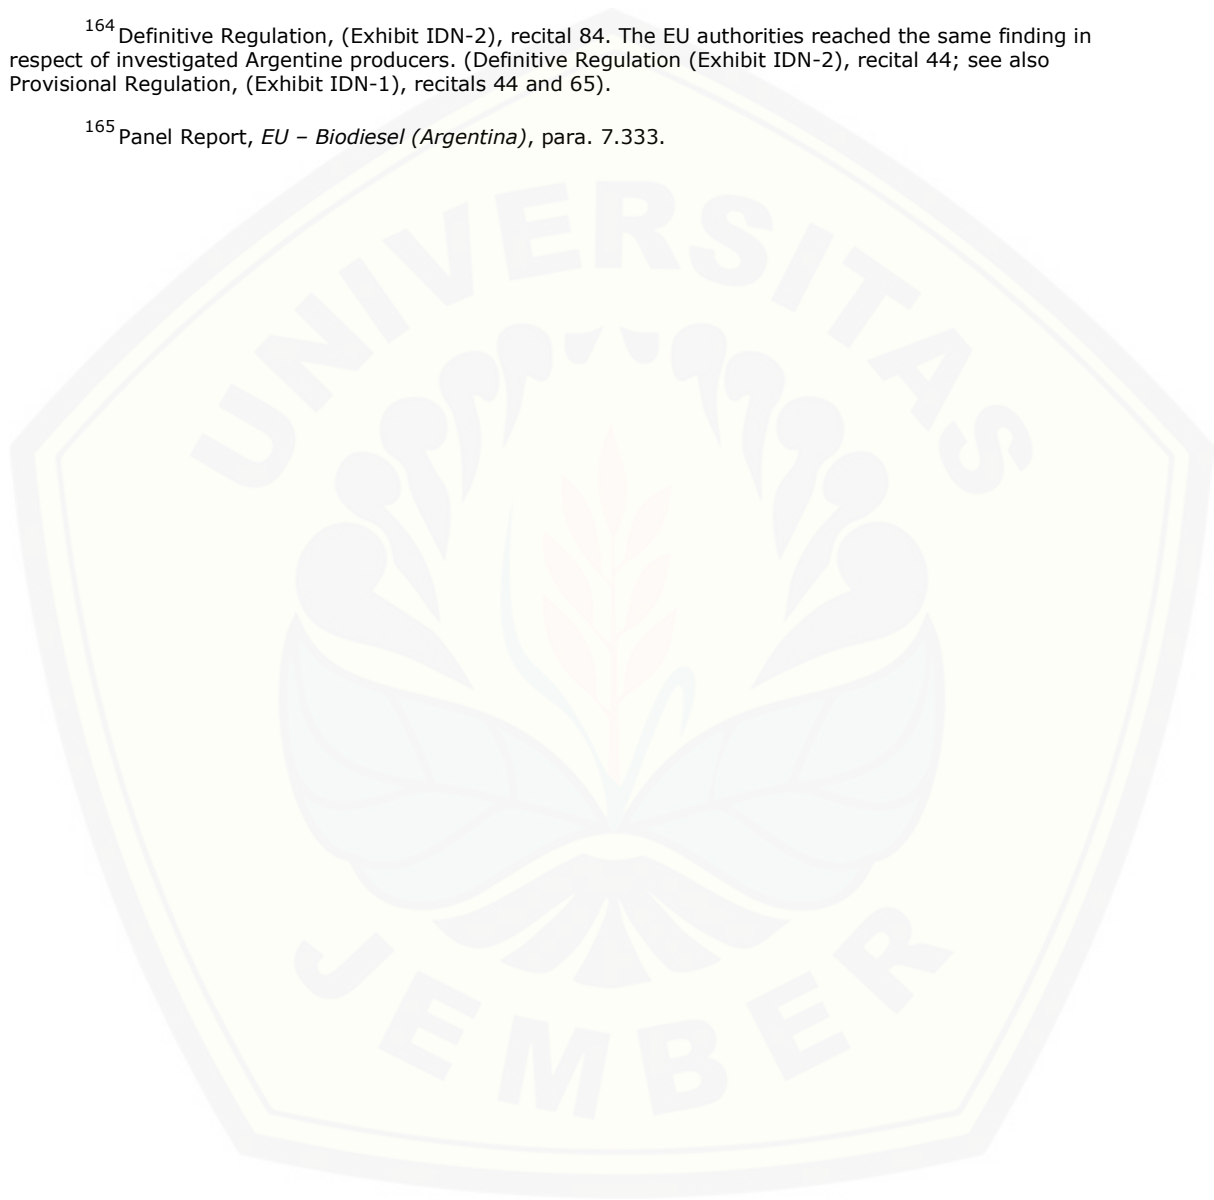 164 Definitive Regulation, (Exhibit IDN-2), recital 84. The EU authorities reached the same finding in
respect of investigated Argentine producers. (Definitive Regulation (Exhibit IDN-2), recital 44; see also
Provisional Regulation, (Exhibit IDN-1), recitals 44 and 65).
165 Panel Report, EU – Biodiesel (Argentina), para. 7.333.
UNIVERSITAS
JEMBER